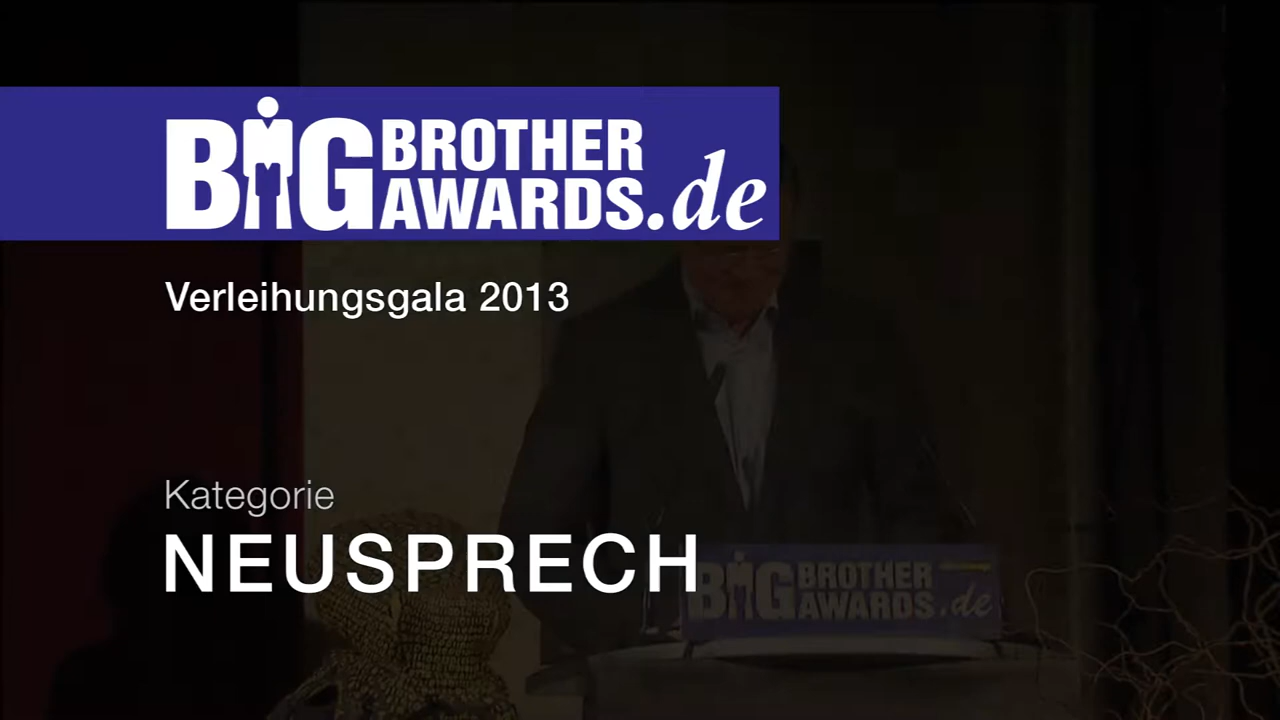 BIG BROTHER
AWARDS.de
Verleihungsgala 2013
Kategorie
NEUSPRECH
BIG BROTHER
AWARDS.de